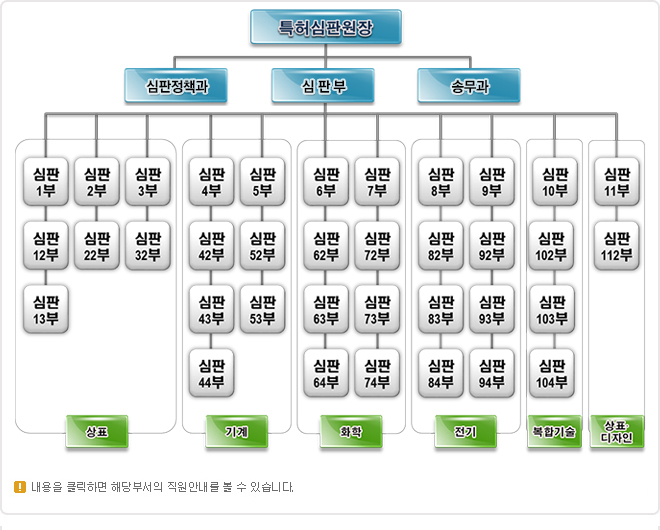 특허심판원장
심판정책과
심 판 부
송무과
심판
1부
심판
2부
심판
3부
심판
4부
심판
5부
심판
6부
심판
7부
심판
8부
심판
9부
심판
10부
심판
11부
심판
12부
심판
22부
심판
32부
심판
42부
심판
52부
심판
62부
심판
72부
심판
82부
심판
92부
심판
102부
심판
112부
심판
13부
심판
43부
심판
53부
심판
63부
심판
73부
심판
83부
심판
93부
심판
103부
심판
44부
심판
64부
심판
74부
심판
84부
심판
94부
심판
104부
상표
기계
화학
전기
복합기술
상표·
디자인
! 내용을 클릭하면 해당부서의 직원안내를 볼 수 있습니다.